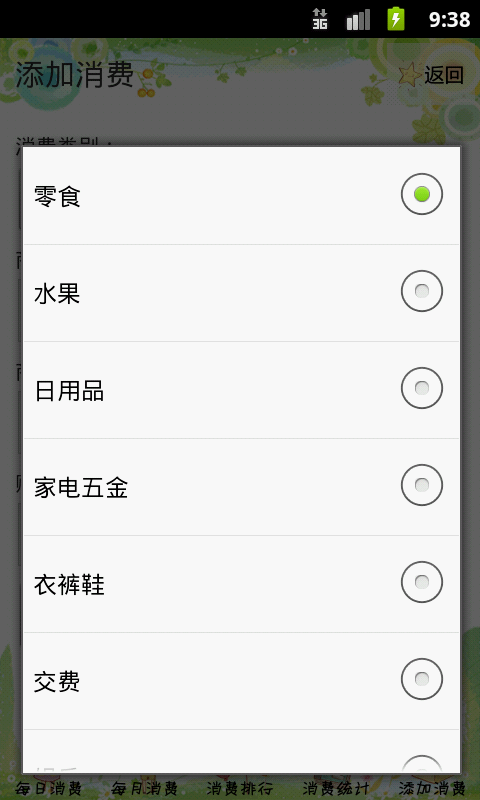 3G
9:38
添加消费
返回
消费类别：
零食
水果
日用品
家电五金
衣裤鞋
交费
每日消费
每月消费
消费排行
消费统计
添加消费